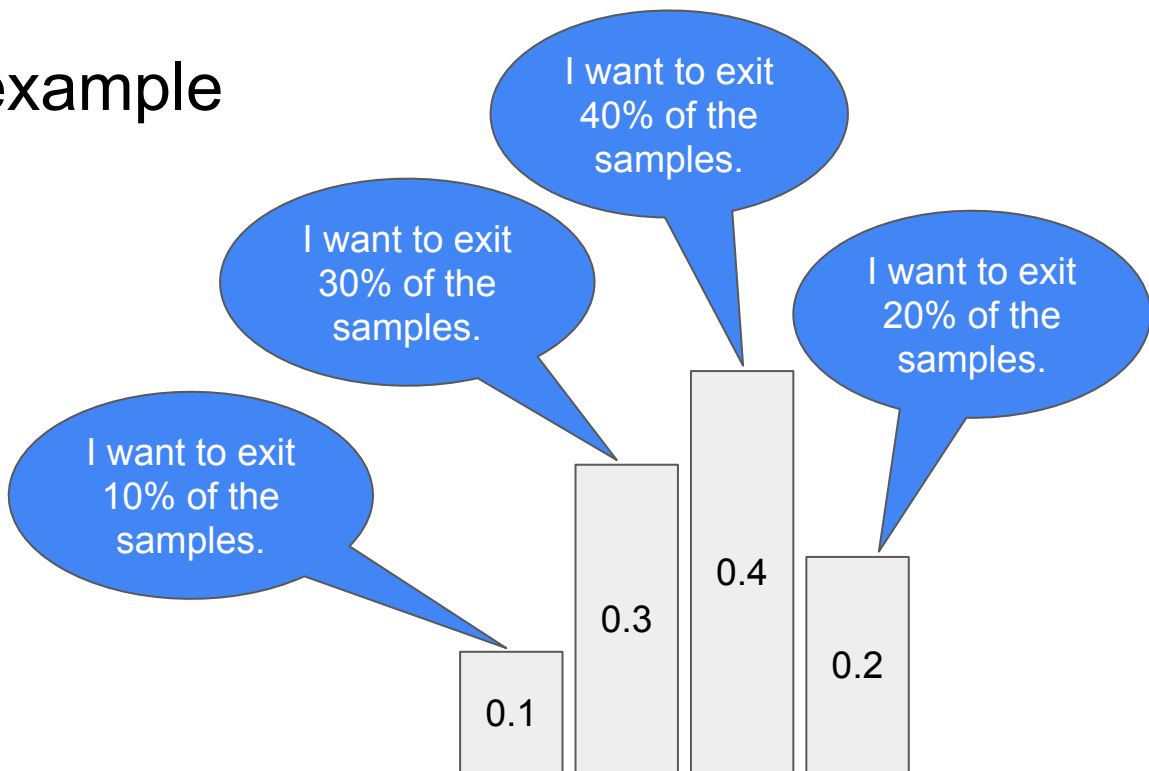 example
I want to exit
40% of the
samples.
I want to exit
30% of the
samples.
I want to exit
20% of the
samples.
I want to exit
10% of the
samples.
0.1
0.3
0.4
0.2